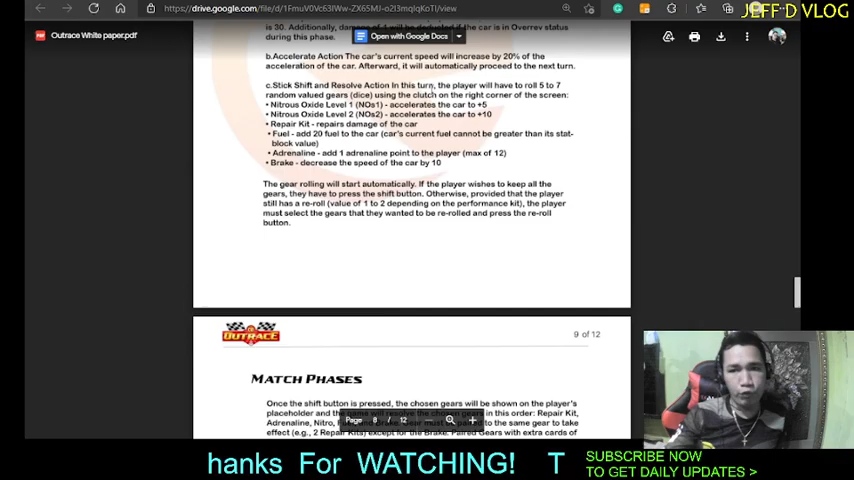 https://drive.google.com/file/d/1FmuV0Vc63IWw-ZX65MJ-o2I3mqIqKoTI/view
JEFF D VLOG
Outrace White paper.pdf
Open with Google Docs
is 30. Additionally, damage of 4 will be deducted if the car is in Overrev status
during this phase.
b.Accelerate Action The car's current speed will increase by 20% of the
acceleration of the car. Afterward, it will automatically proceed to the next turn.
c.Stick Shift and Resolve Action In this turn, the player will have to roll 5 to 7
random valued gears (dice) using the clutch on the right corner of the screen:
• Nitrous Oxide Level 1 (NOs1) - accelerates the car to +5
• Nitrous Oxide Level 2 (NOs2) - accelerates the car to +10
• Repair Kit - repairs damage of the car
• Fuel - add 20 fuel to the car (car's current fuel cannot be greater than its stat-
block value)
• Adrenaline - add 1 adrenaline point to the player (max of 12)
• Brake - decrease the speed of the car by 10
The gear rolling will start automatically. If the player wishes to keep all the
gears, they have to press the shift button. Otherwise, provided that the player
still has a re-roll (value of 1 to 2 depending on the performance kit), the player
must select the gears that they wanted to be re-rolled and press the re-roll
button.
OUTRACE
9 of 12
MATCH PHASES
Once the shift button is pressed, the chosen gears will be shown on the player's
placeholder and the game will resolve the chosen gears in this order: Repair Kit,
Adrenaline, Nitro,
Page 8 / 12
to the same gear to take
effect (e.g., 2 Repair Kits) except for the Brake. Paired Gears with extra cards of
hanks For WATCHING! T
SUBSCRIBE NOW
TO GET DAILY UPDATES >